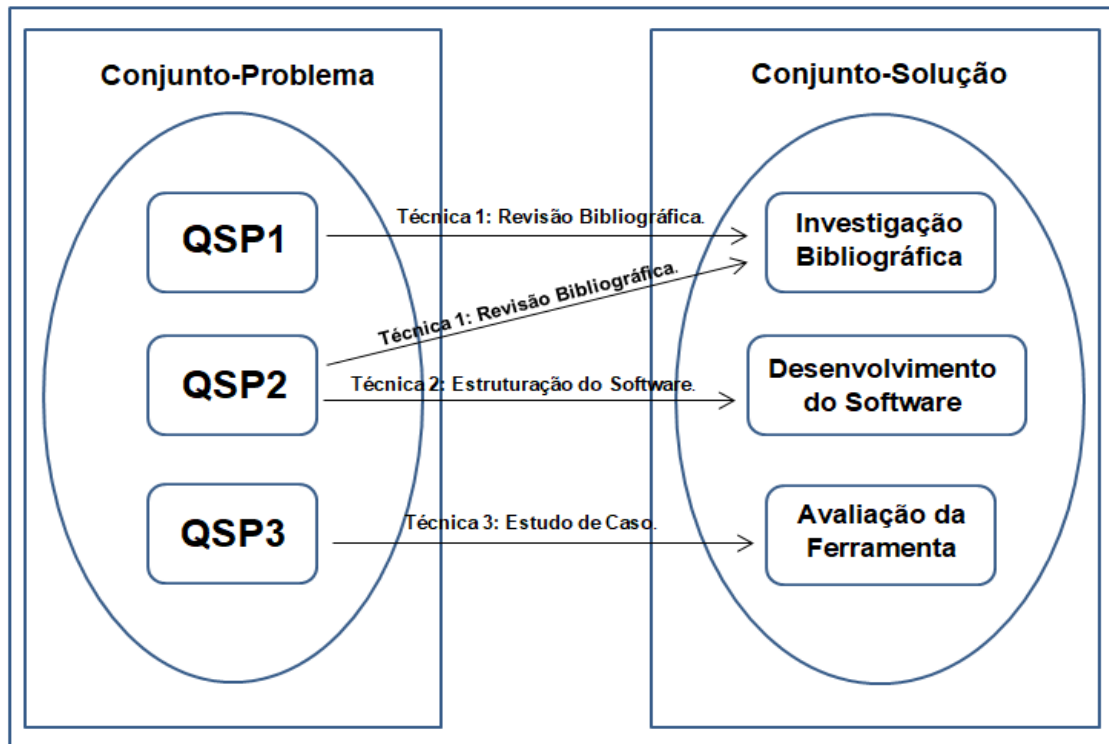 Conjunto-Problema
Conjunto-Solução
QSP1
Técnica 1: Revisão Bibliográfica.
Investigação
Bibliográfica
Técnica 1: Revisão Bibliográfica.
QSP2
Técnica 2: Estruturação do Software.
Desenvolvimento
do Software
QSP3
Técnica 3: Estudo de Caso.
Avaliação da
Ferramenta